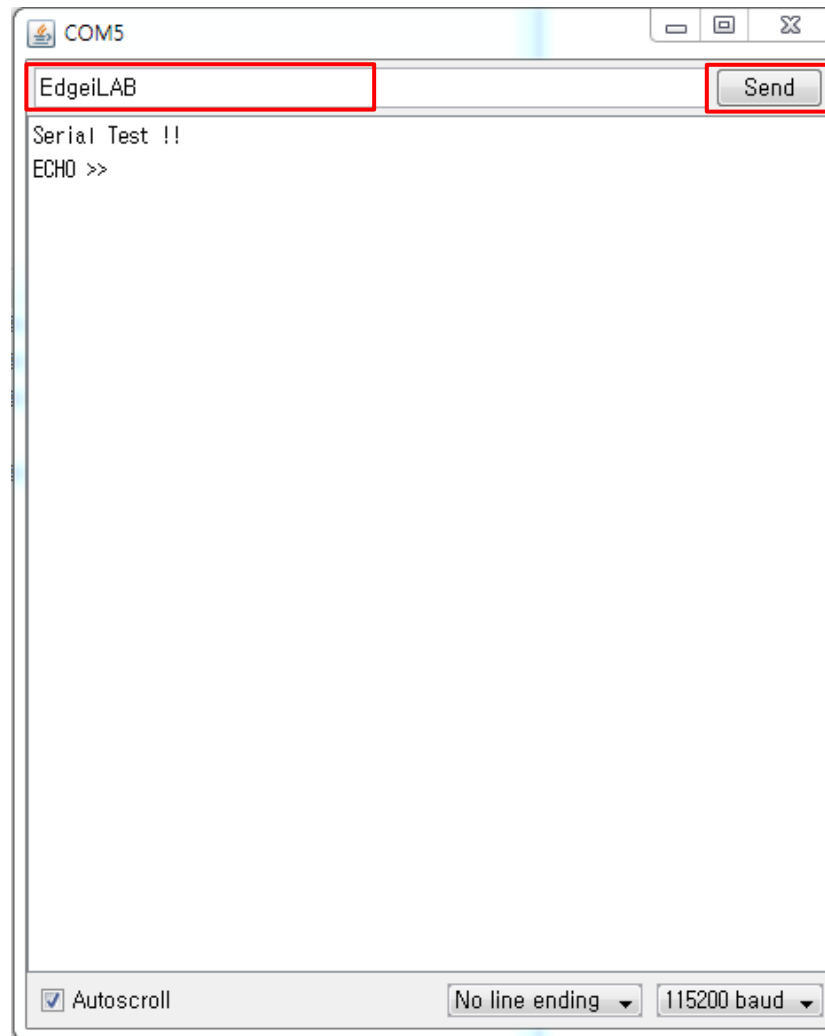 COM5
EdgeiLAB
Send
Serial Test !!
ECHO >>
Autoscroll
No line ending
115200 baud